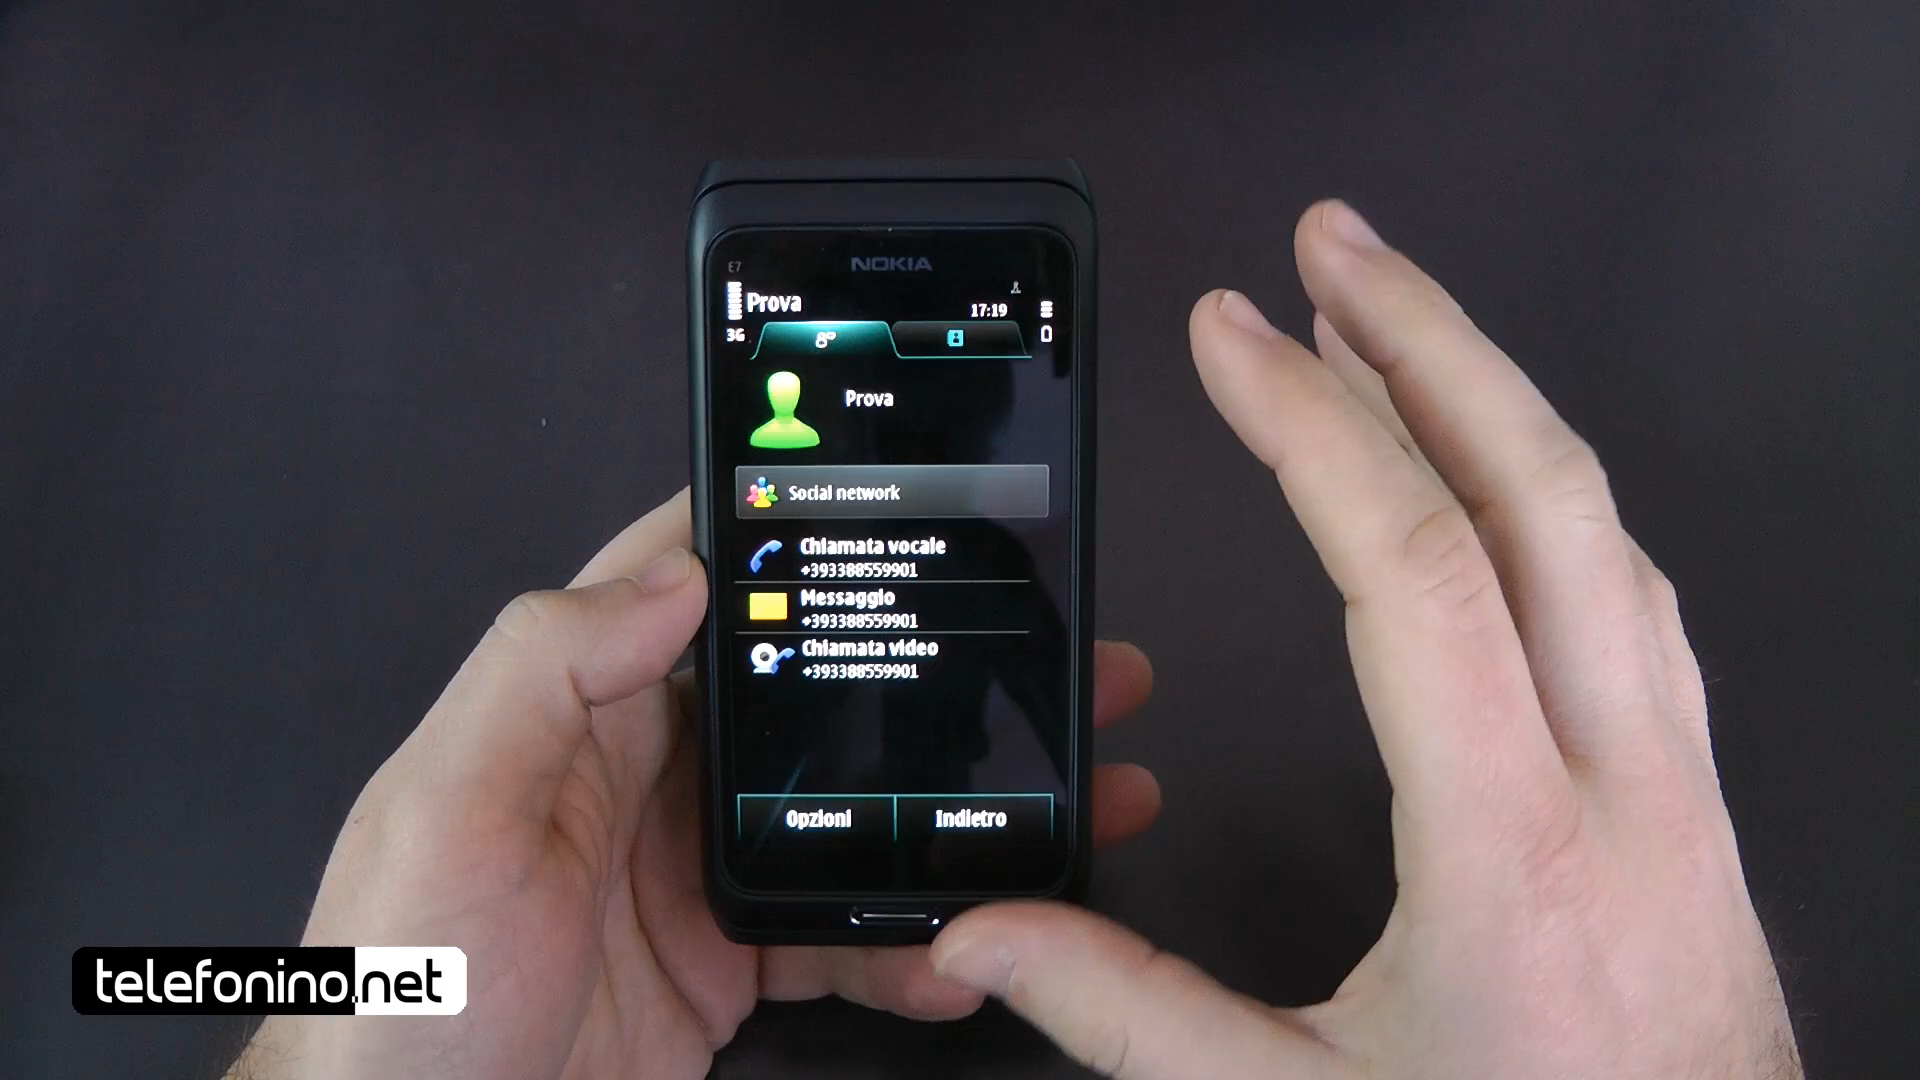 E7
NOKIA
Prova
17:19
3G
Prova
Social network
Chiamata vocale
+393388559901
Messaggio
+393388559901
Chiamata video
+393388559901
Opzioni
Indietro
telefonino.net